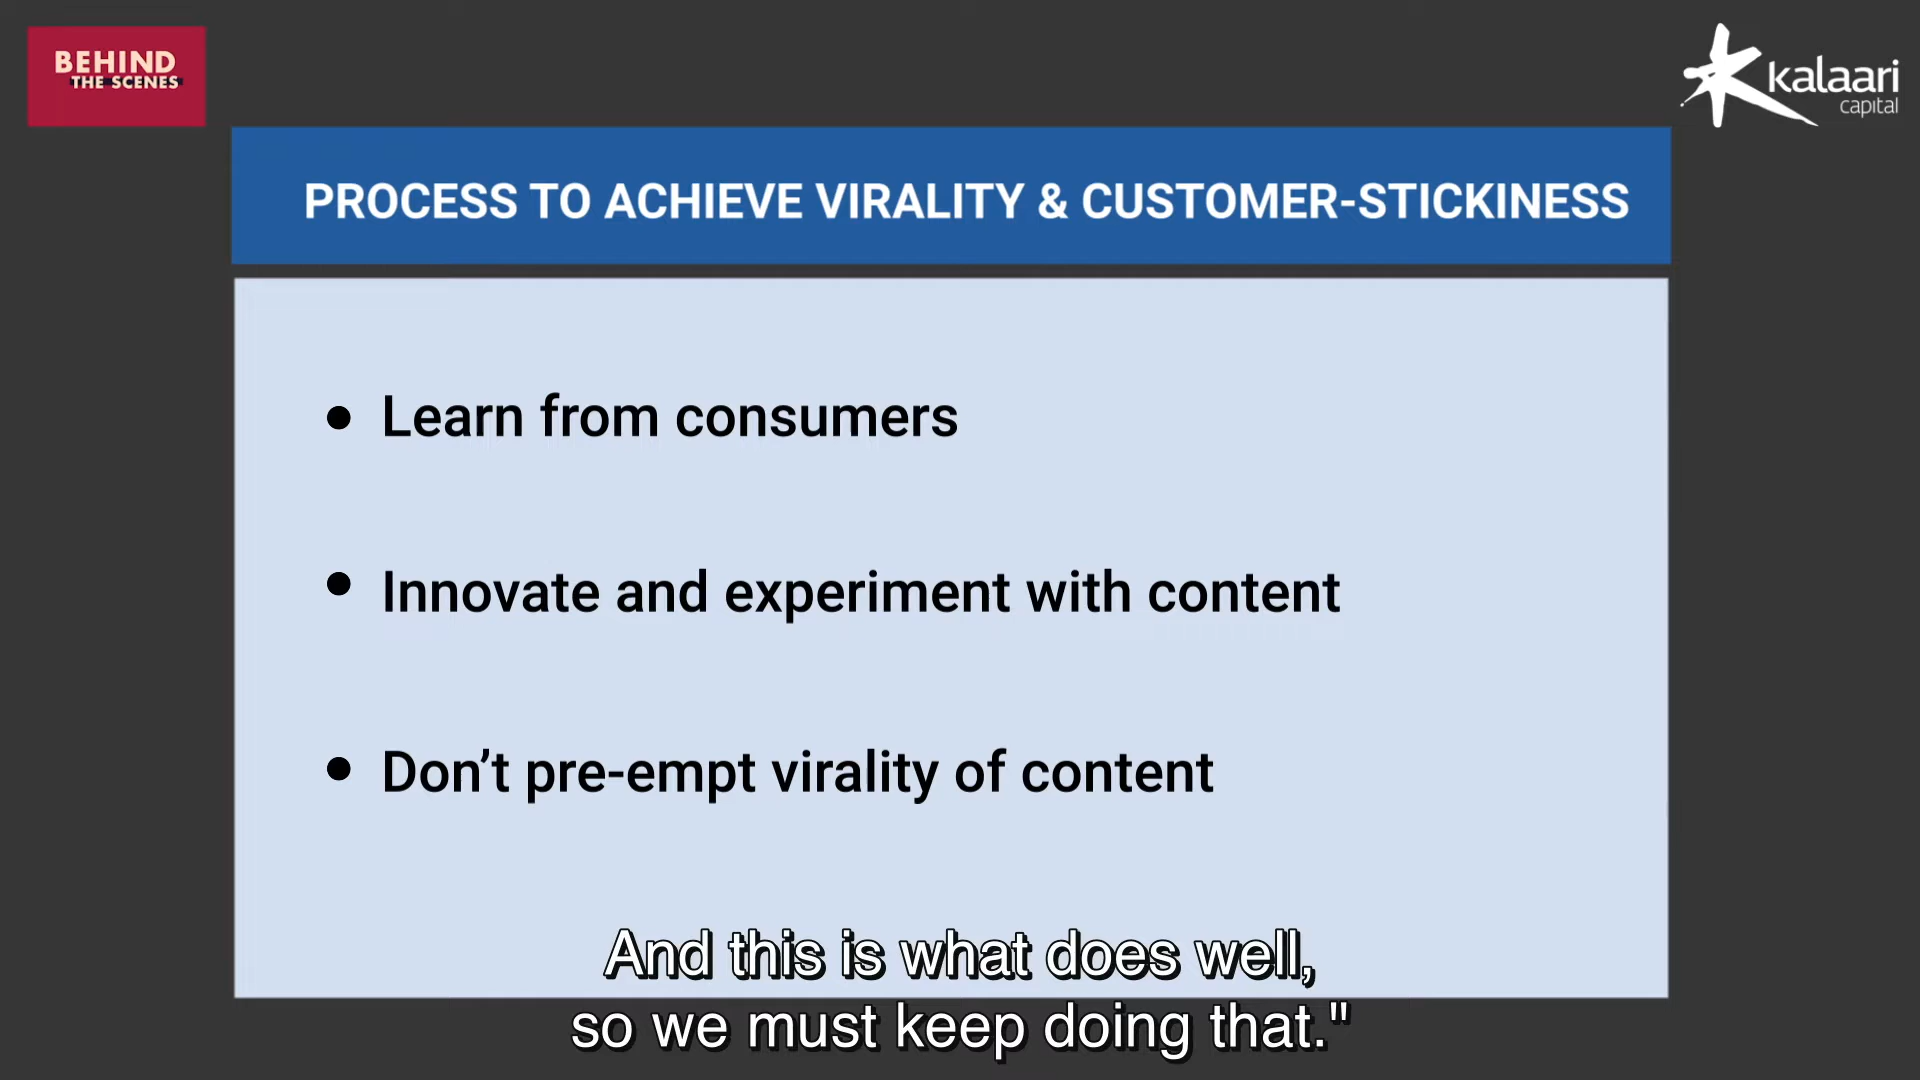 BEHIND
THE SCENES
kalaari
capital
PROCESS TO ACHIEVE VIRALITY & CUSTOMER-STICKINESS
• Learn from consumers
• Innovate and experiment with content
• Don’t pre-empt virality of content
And this is what does well,
so we must keep doing that."